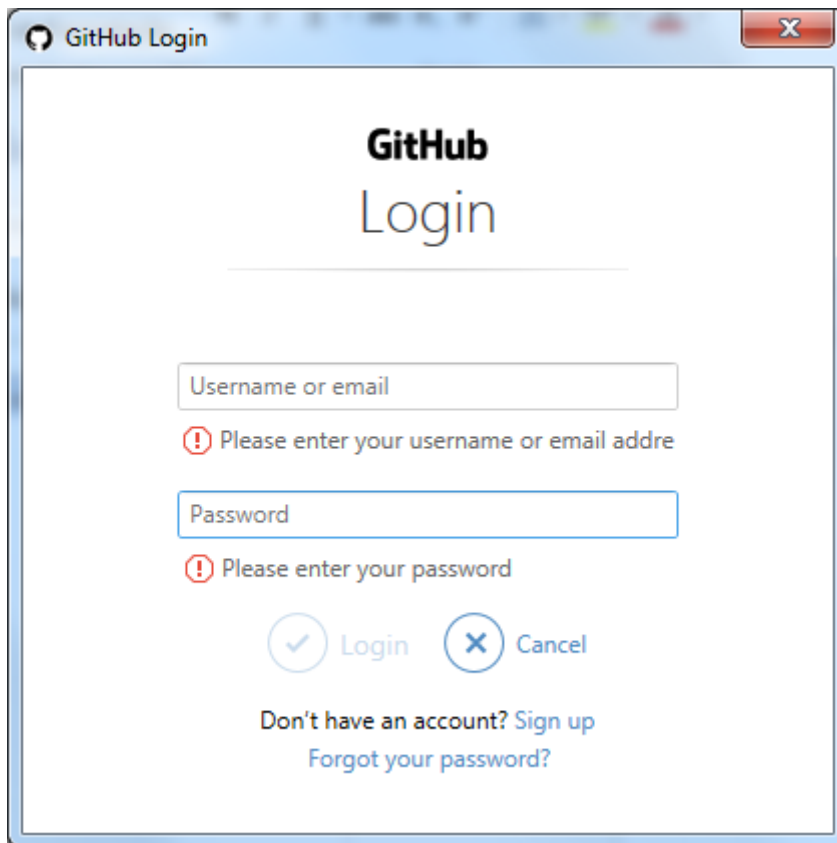 GitHub Login
GitHub
Login
Username or email
Please enter your username or email addre
Password
Please enter your password
Login Cancel
Don't have an account? Sign up
Forgot your password?